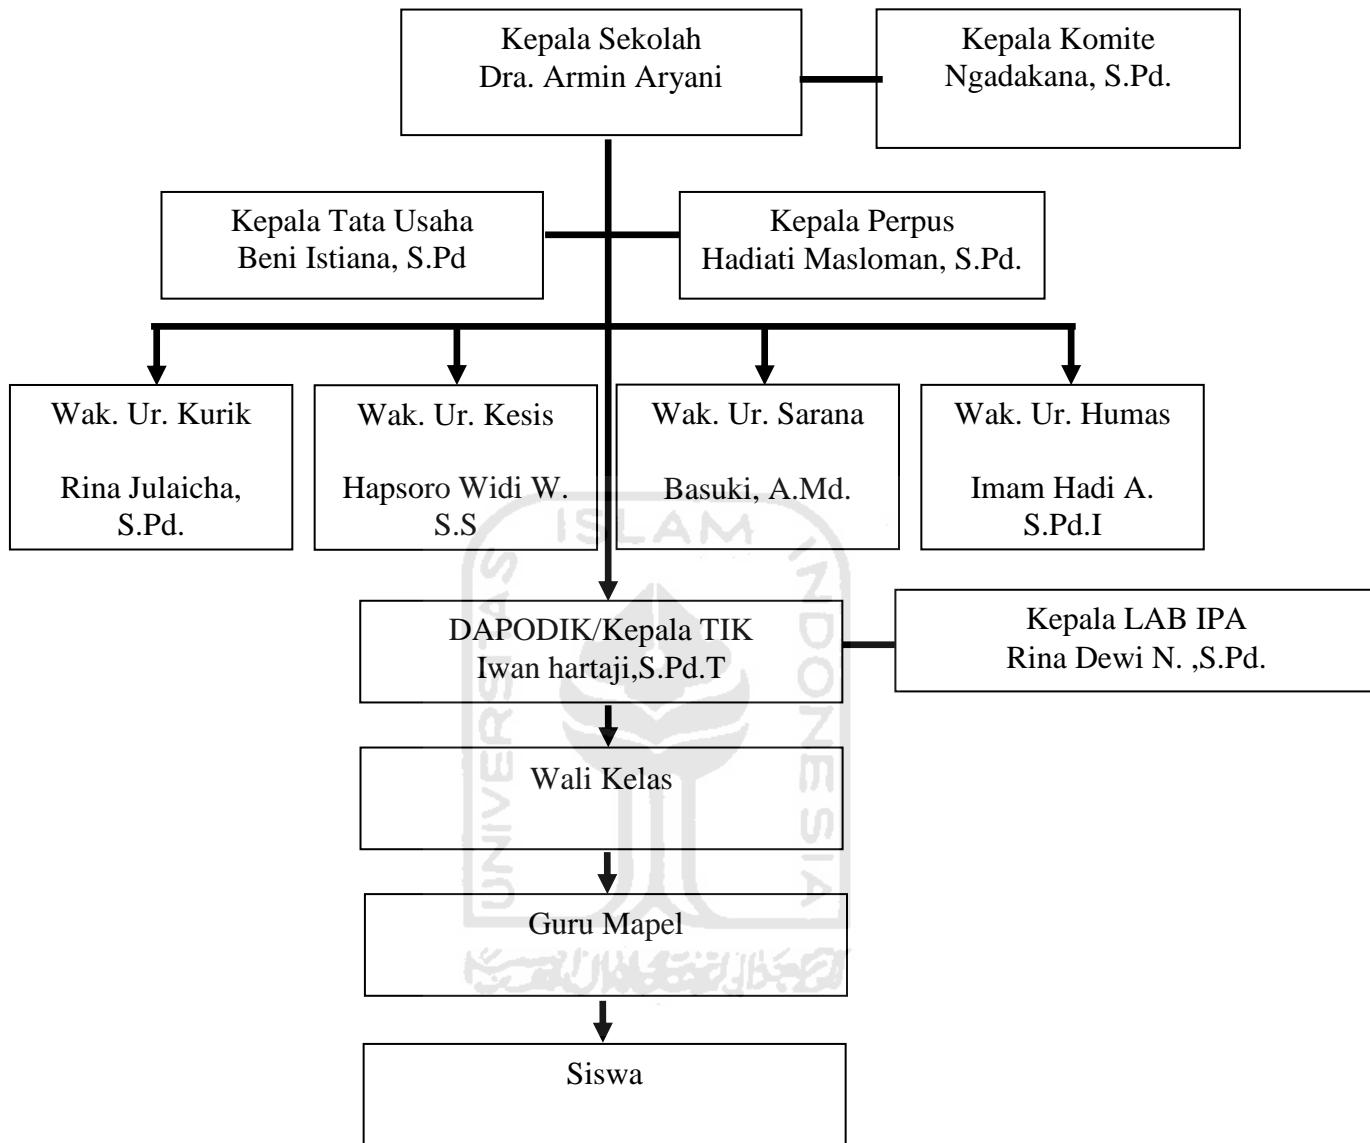 Kepala Sekolah
Dra. Armin Aryani
Kepala Komite
Ngadakana, S.Pd.
Kepala Tata Usaha
Beni Istiana, S.Pd
Kepala Perpus
Hadiati Masloman, S.Pd.
Wak. Ur. Kurik
Rina Julaicha,
S.Pd.
Wak. Ur. Kesis
Hapsoro Widi W.
S.S
Wak. Ur. Sarana
Basuki, A.Md.
Wak. Ur. Humas
Imam Hadi A.
S.Pd.I
DAPODIK/Kepala TIK
Iwan hartaji,S.Pd.T
Kepala LAB IPA
Rina Dewi N. ,S.Pd.
Wali Kelas
Guru Mapel
Siswa
UNIVERSITAS
ISLAM
INDONESIA